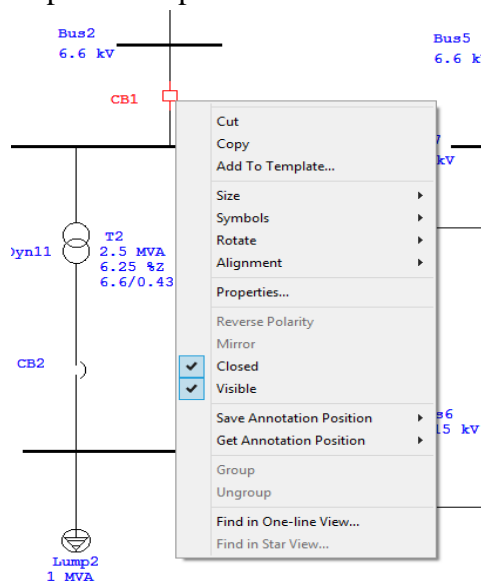 Bus2
6.6 kV
Bus5
6.6 k
CB1
Cut
Copy
Add To Template...
kV
Size
Symbols
Rotate
Alignment
T2
Dyn11
2.5 MVA
6.25 %Z
6.6/0.43
Properties...
Reverse Polarity
Mirror
CB2
Closed
Visible
Save Annotation Position
s6
Get Annotation Position
15 kV
Group
Ungroup
Find in One-line View...
Find in Star View...
Lump2
1 MVA